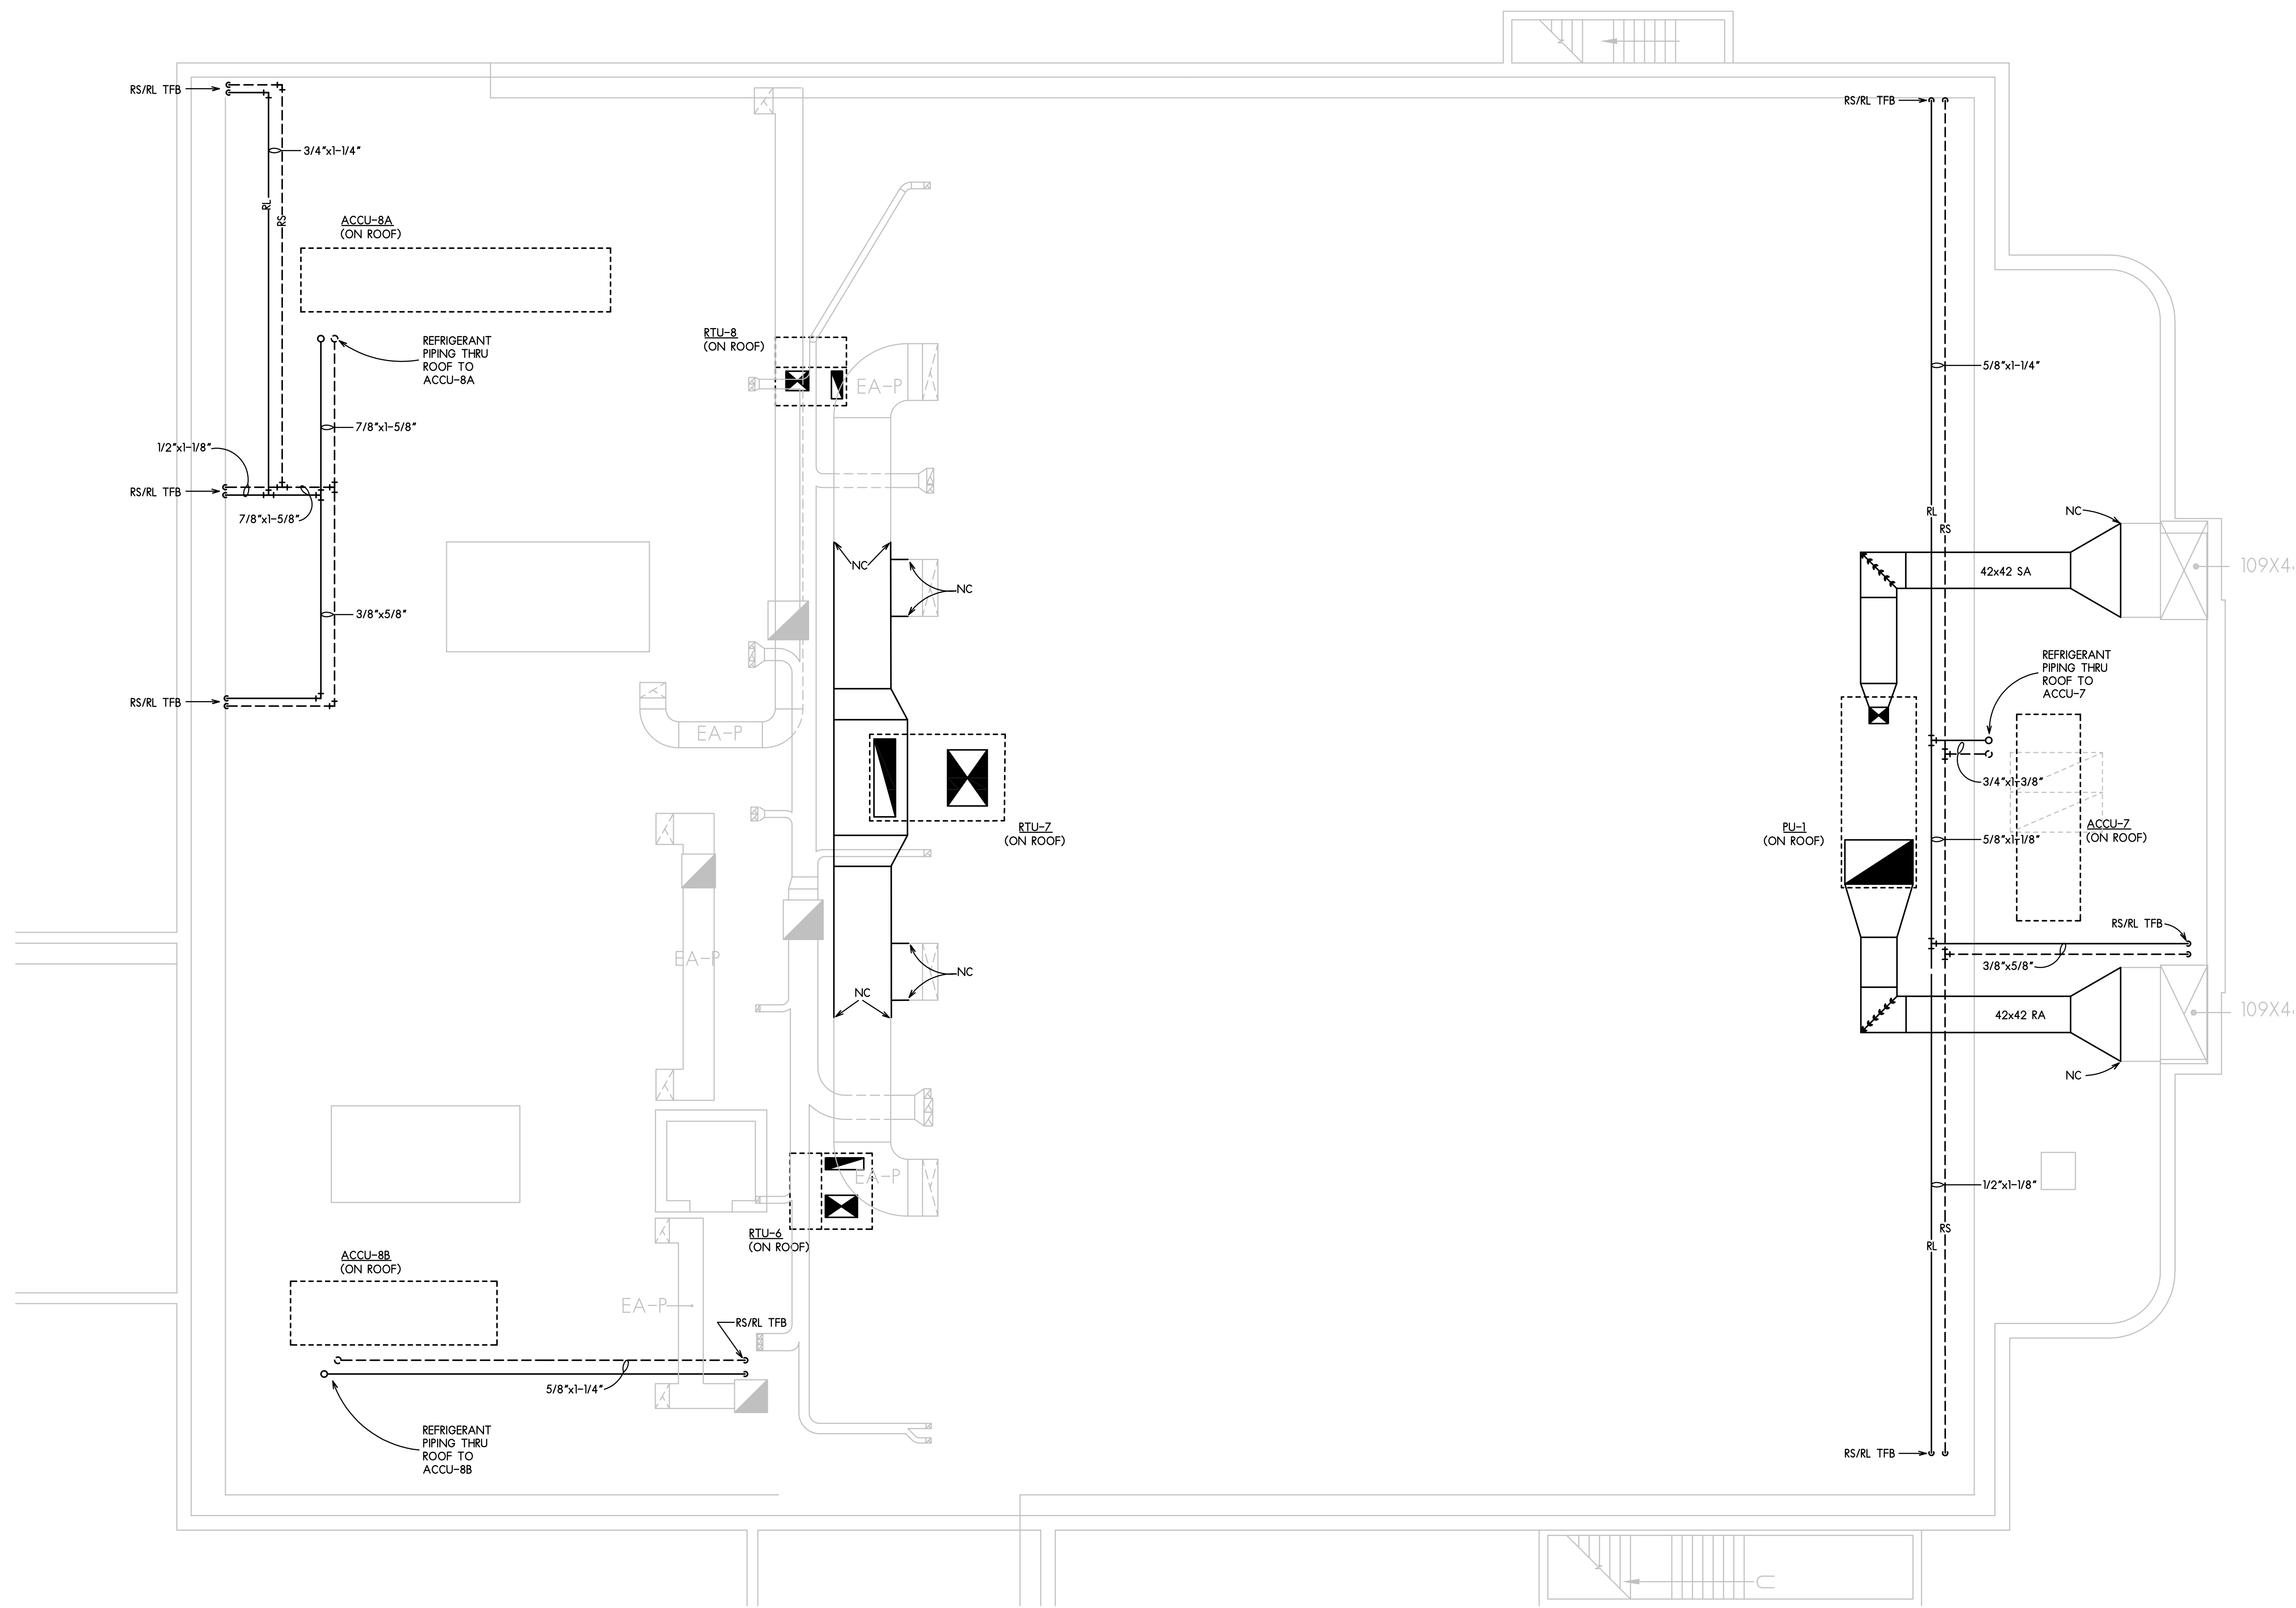 RS/RL TFB
RS/RL TFB
3/4"x1-1/4"
RL
RS
ACCU-8A
(ON ROOF)
RTU-8
(ON ROOF)
REFRIGERANT
PIPING THRU
ROOF TO
ACCU-8A
5/8"x1-1/4"
EA-P
7/8"x1-5/8"
1/2"x1-1/8"
RS/RL TFB
7/8"x1-5/8"
RL
RS
NC
NC
NC
109X4
42x42 SA
3/8"x5/8"
REFRIGERANT
PIPING THRU
ROOF TO
ACCU-7
RS/RL TFB
EA-P
3/4"x1-3/8"
RTU-7
(ON ROOF)
PU-1
(ON ROOF)
5/8"x1-1/8"
ACCU-7
(ON ROOF)
RS/RL TFB
EA-P
3/8"x5/8"
NC
NC
109X4
42x42 RA
NC
EA-P
1/2"x1-1/8"
RTU-6
(ON ROOF)
RS
RL
ACCU-8B
(ON ROOF)
EA-P
RS/RL TFB
5/8"x1-1/4"
REFRIGERANT
PIPING THRU
ROOF TO
ACCU-8B
RS/RL TFB
U